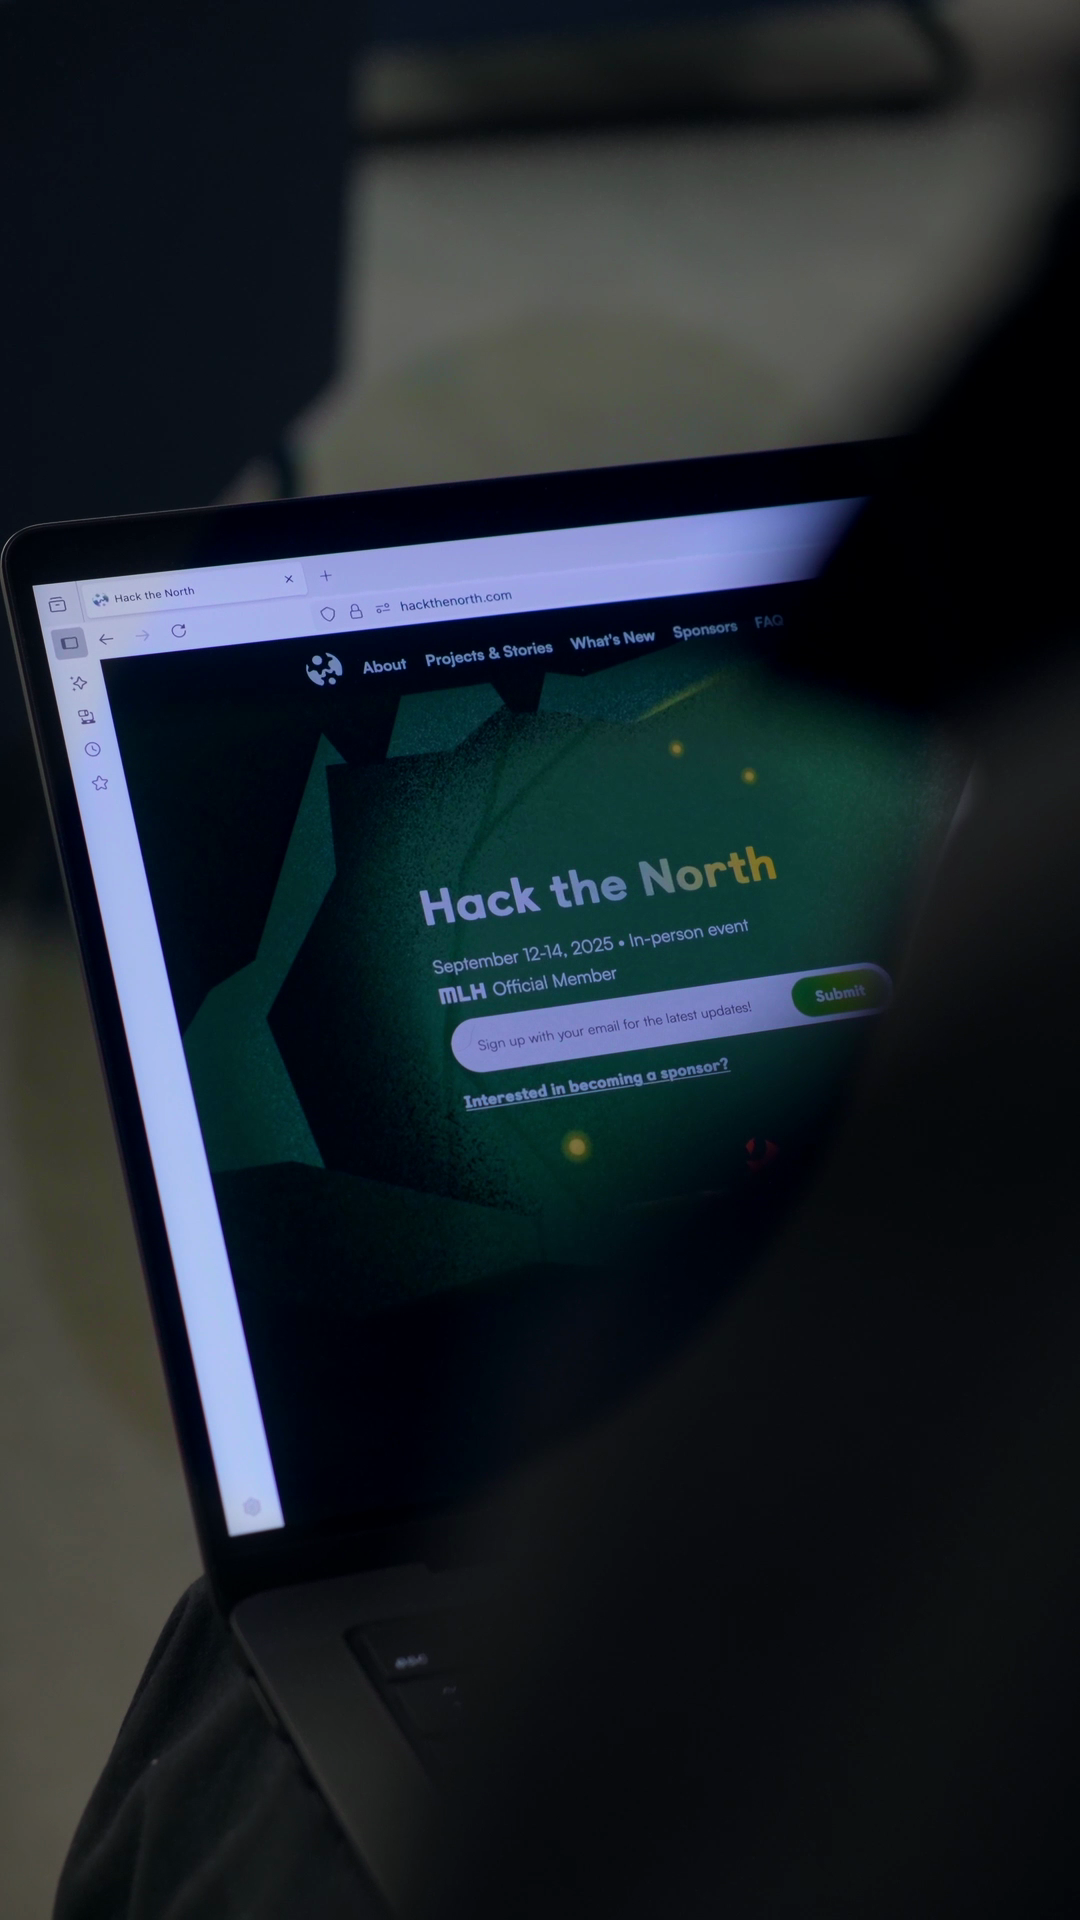 Hack the North
hackthenorth.com
About Projects & Stories What's New Sponsors FAQ
Hack the North
September 12-14, 2025 • In-person event
MLH Official Member
Sign up with your email for the latest updates! Submit
Interested in becoming a sponsor?
esc
~